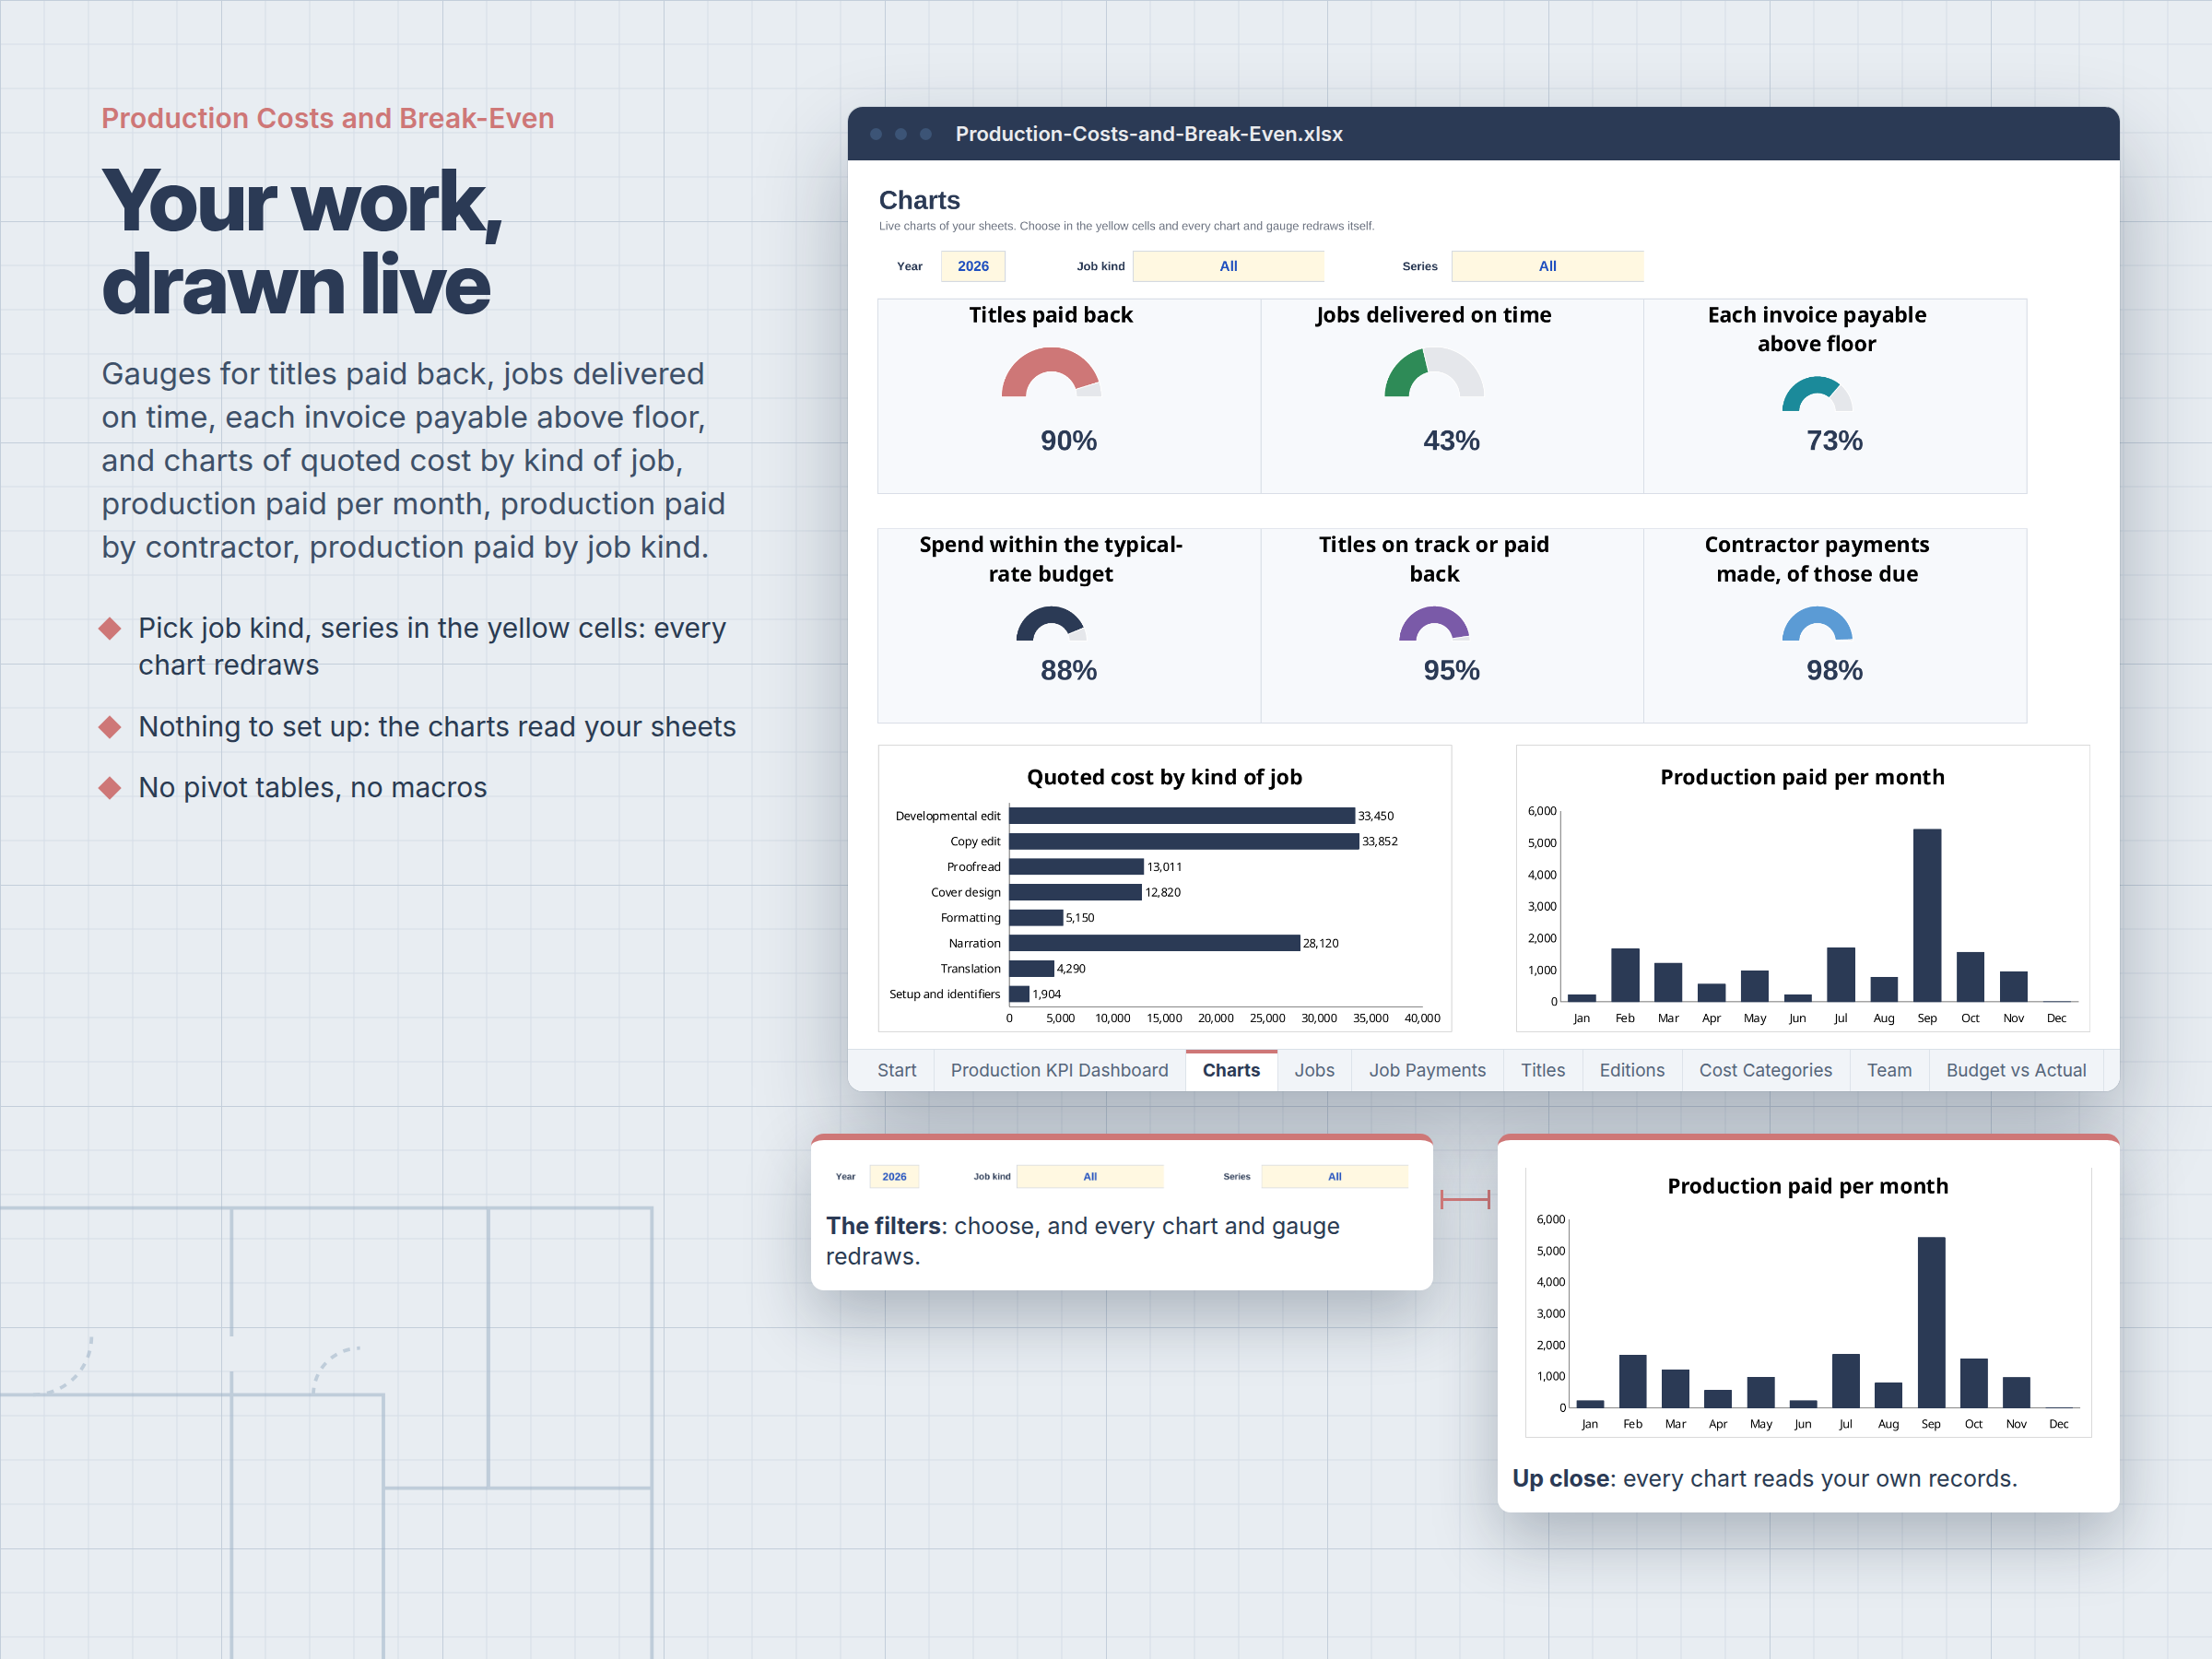 Production Costs and Break-Even
Your work,
drawn live
Gauges for titles paid back, jobs delivered
on time, each invoice payable above floor,
and charts of quoted cost by kind of job,
production paid per month, production paid
by contractor, production paid by job kind.
Pick job kind, series in the yellow cells: every
chart redraws
Nothing to set up: the charts read your sheets
No pivot tables, no macros
Production-Costs-and-Break-Even.xlsx
Charts
Live charts of your sheets. Choose in the yellow cells and every chart and gauge redraws itself.
Year 2026 Job kind All Series All
Titles paid back
90%
Jobs delivered on time
43%
Each invoice payable
above floor
73%
Spend within the typical-
rate budget
88%
Titles on track or paid
back
95%
Contractor payments
made, of those due
98%
Quoted cost by kind of job
Developmental edit 33,450
Copy edit 33,852
Proofread 13,011
Cover design 12,820
Formatting 5,150
Narration 28,120
Translation 4,290
Setup and identifiers 1,904
0 5,000 10,000 15,000 20,000 25,000 30,000 35,000 40,000
Production paid per month
6,000
5,000
4,000
3,000
2,000
1,000
0
Jan Feb Mar Apr May Jun Jul Aug Sep Oct Nov Dec
Start Production KPI Dashboard Charts Jobs Job Payments Titles Editions Cost Categories Team Budget vs Actual
Year 2026 Job kind All Series All
The filters: choose, and every chart and gauge
redraws.
Production paid per month
6,000
5,000
4,000
3,000
2,000
1,000
0
Jan Feb Mar Apr May Jun Jul Aug Sep Oct Nov Dec
Up close: every chart reads your own records.